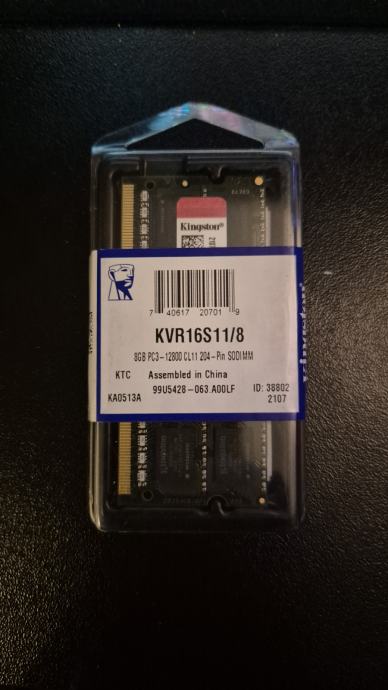 Kingston
7 40617 20701 9
KVR16S11/8
8GB PC3-12800 CL11 204-Pin SODIMM
KTC Assembled in China
99U5428-063.A00LF ID: 38802
KA0513A 2107